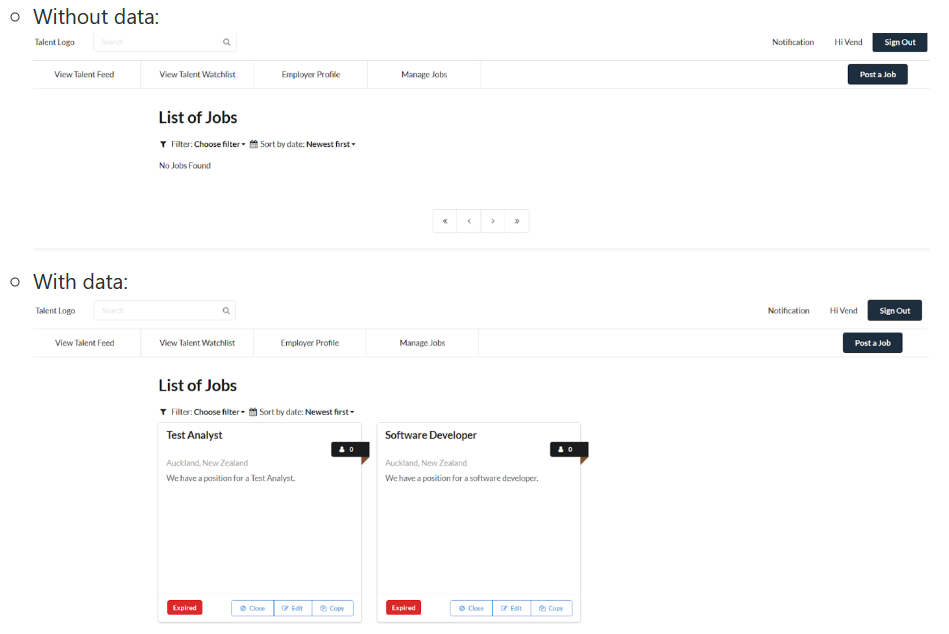 Without data:
Talent Logo Search Notification Hi Vend Sign Out
View Talent Feed View Talent Watchlist Employer Profile Manage Jobs Post a Job
List of Jobs
Filter: Choose filter Sort by date: Newest first
No Jobs Found
« ‹ › »
With data:
Talent Logo Search Notification Hi Vend Sign Out
View Talent Feed View Talent Watchlist Employer Profile Manage Jobs Post a Job
List of Jobs
Filter: Choose filter Sort by date: Newest first
Test Analyst Software Developer
0 0
Auckland, New Zealand Auckland, New Zealand
We have a position for a Test Analyst. We have a position for a software developer.
Expired Close Edit Copy Expired Close Edit Copy